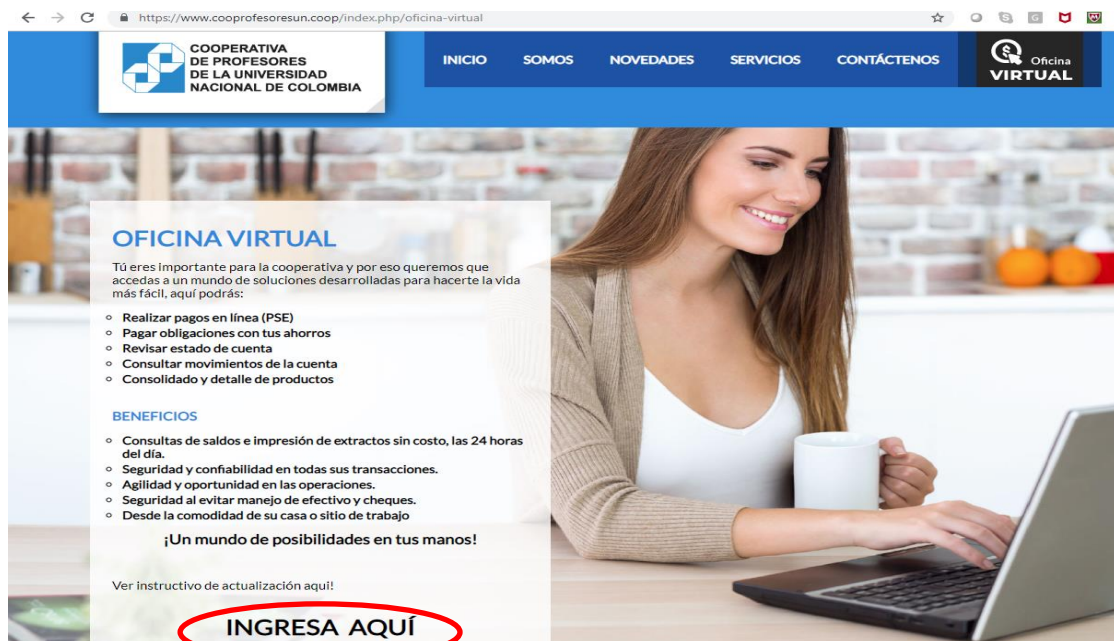 https://www.cooprofesoresun.coop/index.php/oficina-virtual
COOPERATIVA
DE PROFESORES
DE LA UNIVERSIDAD
NACIONAL DE COLOMBIA
INICIO SOMOS NOVEDADES SERVICIOS CONTÁCTENOS
Oficina
VIRTUAL
OFICINA VIRTUAL
Tú eres importante para la cooperativa y por eso queremos que
accedas a un mundo de soluciones desarrolladas para hacerte la vida
más fácil, aquí podrás:
Realizar pagos en línea (PSE)
Pagar obligaciones con tus ahorros
Revisar estado de cuenta
Consultar movimientos de la cuenta
Consolidado y detalle de productos
BENEFICIOS
Consultas de saldos e impresión de extractos sin costo, las 24 horas
del día.
Seguridad y confiabilidad en todas sus transacciones.
Agilidad y oportunidad en las operaciones.
Seguridad al evitar manejo de efectivo y cheques.
Desde la comodidad de su casa o sitio de trabajo
¡Un mundo de posibilidades en tus manos!
Ver instructivo de actualización aqui!
INGRESA AQUÍ